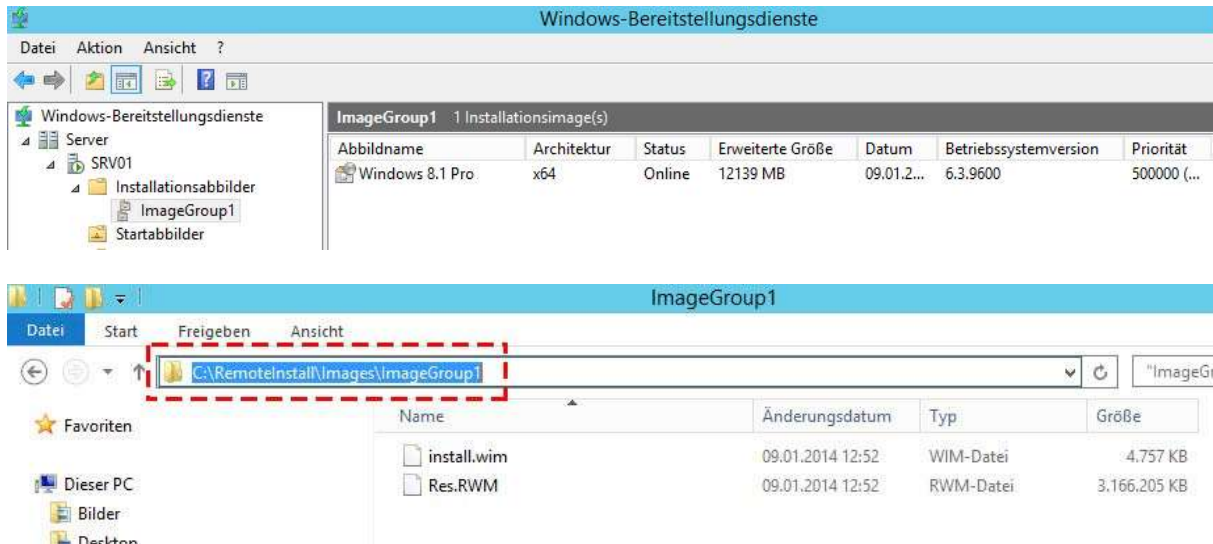 Windows-Bereitstellungsdienste
Datei Aktion Ansicht ?
Windows-Bereitstellungsdienste
Server
SRV01
Installationsabbilder
ImageGroup1
Startabbilder
ImageGroup1 1 Installationsimage(s)
Abbildname Architektur Status Erweiterte Größe Datum Betriebssystemversion Priorität
Windows 8.1 Pro x64 Online 12139 MB 09.01.2... 6.3.9600 500000 (...
ImageGroup1
Datei Start Freigeben Ansicht
C:\RemoteInstall\Images\ImageGroup1
"ImageG
Favoriten
Dieser PC
Bilder
Desktop
Name Änderungsdatum Typ Größe
install.wim 09.01.2014 12:52 WIM-Datei 4.757 KB
Res.RWM 09.01.2014 12:52 RWM-Datei 3.166.205 KB